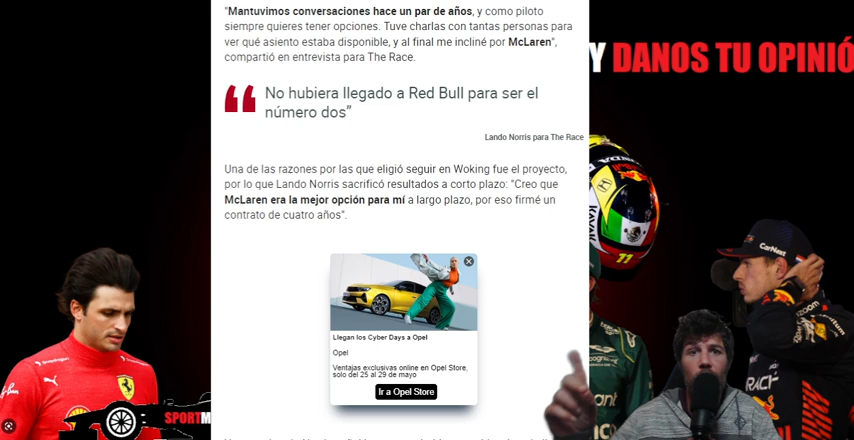 "Mantuvimos conversaciones hace un par de años, y como piloto
siempre quieres tener opciones. Tuve charlas con tantas personas para
ver qué asiento estaba disponible, y al final me incliné por McLaren",
compartió en entrevista para The Race.
Y DANOS TU OPINIÓ
No hubiera llegado a Red Bull para ser el
número dos”
Lando Norris para The Race
Una de las razones por las que eligió seguir en Woking fue el proyecto,
por lo que Lando Norris sacrificó resultados a corto plazo: "Creo que
McLaren era la mejor opción para mí a largo plazo, por eso firmé un
contrato de cuatro años".
HONDA
KAVAK
11
CarNext
Llegan los Cyber Days a Opel
Opel
Ventajas exclusivas online en Opel Store,
solo del 25 al 29 de mayo
Ir a Opel Store
SPORTM